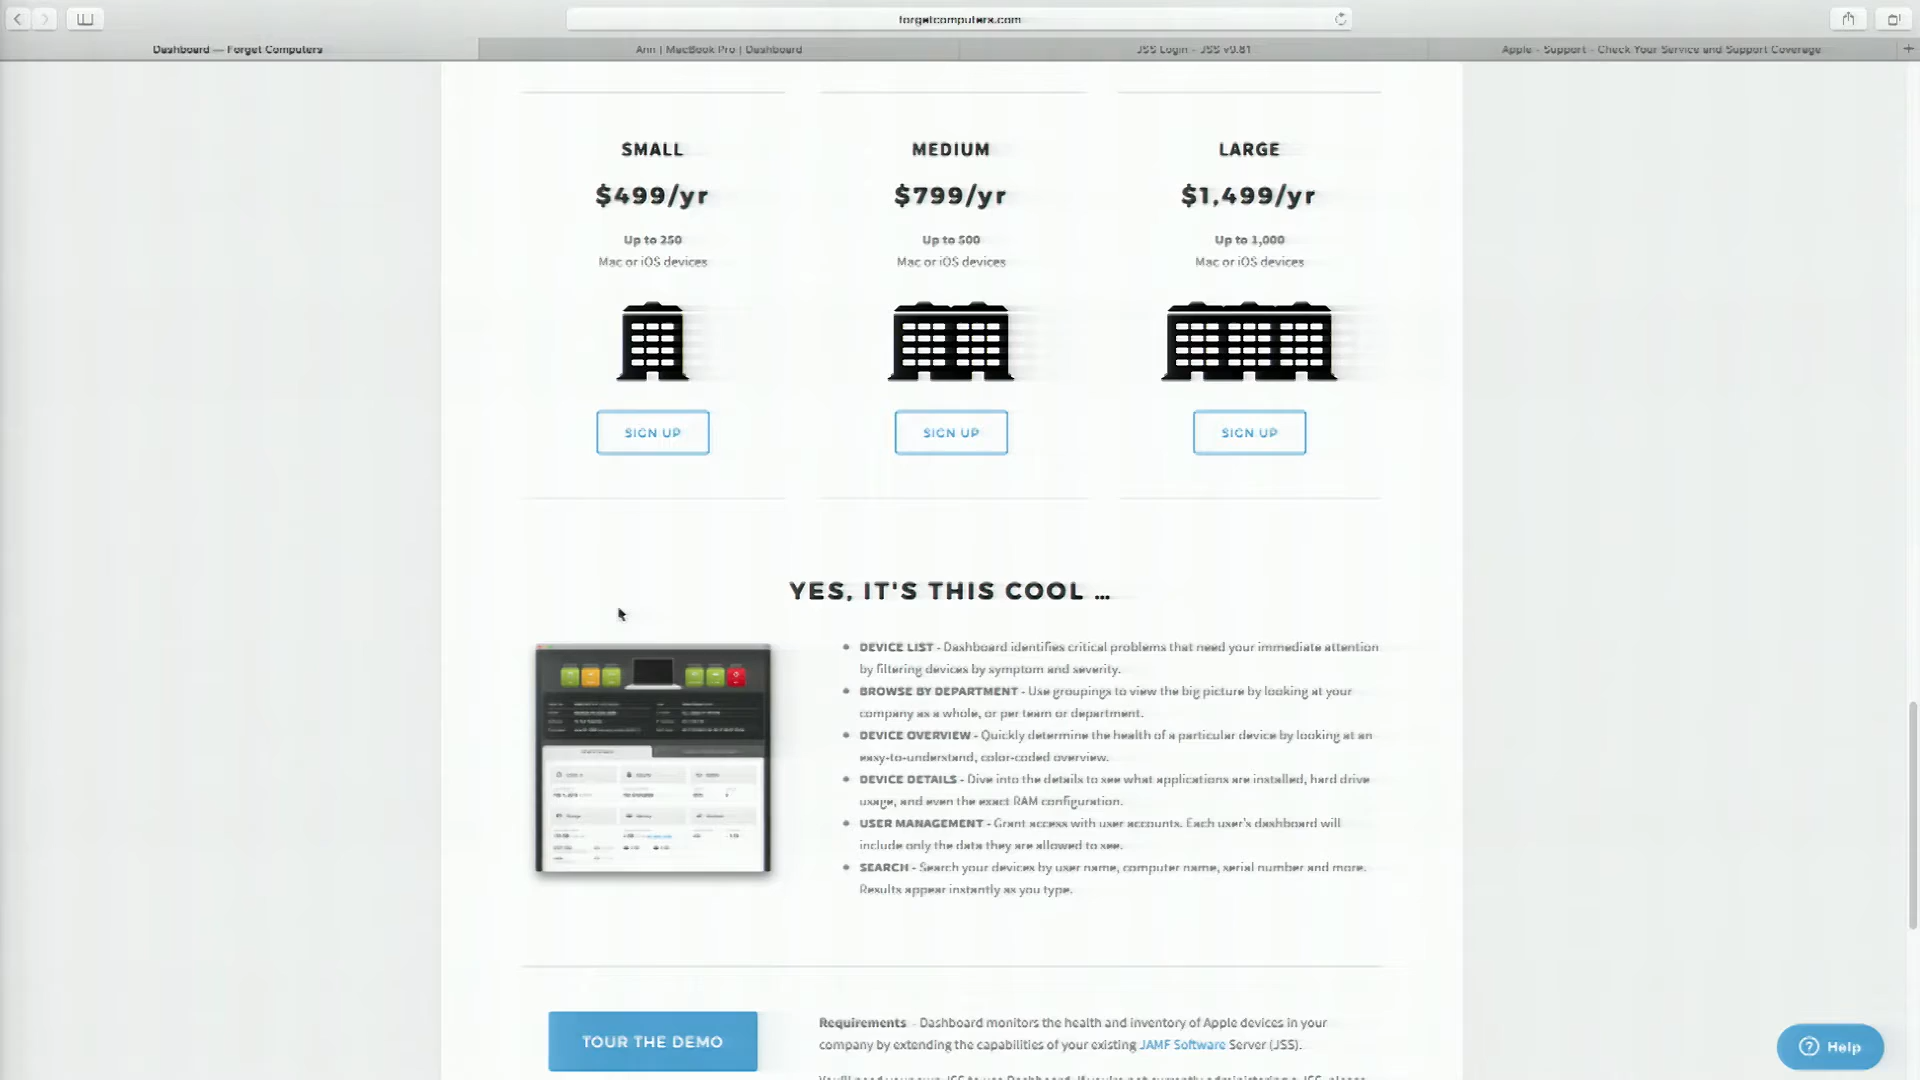 forgetcomputers.com
Dashboard — Forget Computers
Ann | MacBook Pro | Dashboard
JSS Login - JSS v9.81
Apple - Support - Check Your Service and Support Coverage
SMALL
MEDIUM
LARGE
$499/yr
$799/yr
$1,499/yr
Up to 250
Up to 500
Up to 1,000
Mac or iOS devices
Mac or iOS devices
Mac or iOS devices
SIGN UP
SIGN UP
SIGN UP
YES, IT'S THIS COOL ...
DEVICE LIST - Dashboard identifies critical problems that need your immediate attention
by filtering devices by symptom and severity.
BROWSE BY DEPARTMENT - Use groupings to view the big picture by looking at your
company as a whole, or per team or department.
DEVICE OVERVIEW - Quickly determine the health of a particular device by looking at an
easy-to-understand, color-coded overview.
DEVICE DETAILS - Dive into the details to see what applications are installed, hard drive
usage, and even the exact RAM configuration.
USER MANAGEMENT - Grant access with user accounts. Each user's dashboard will
include only the data they are allowed to see.
SEARCH - Search your devices by user name, computer name, serial number and more.
Results appear instantly as you type.
TOUR THE DEMO
Requirements - Dashboard monitors the health and inventory of Apple devices in your
company by extending the capabilities of your existing JAMF Software Server (JSS).
Help